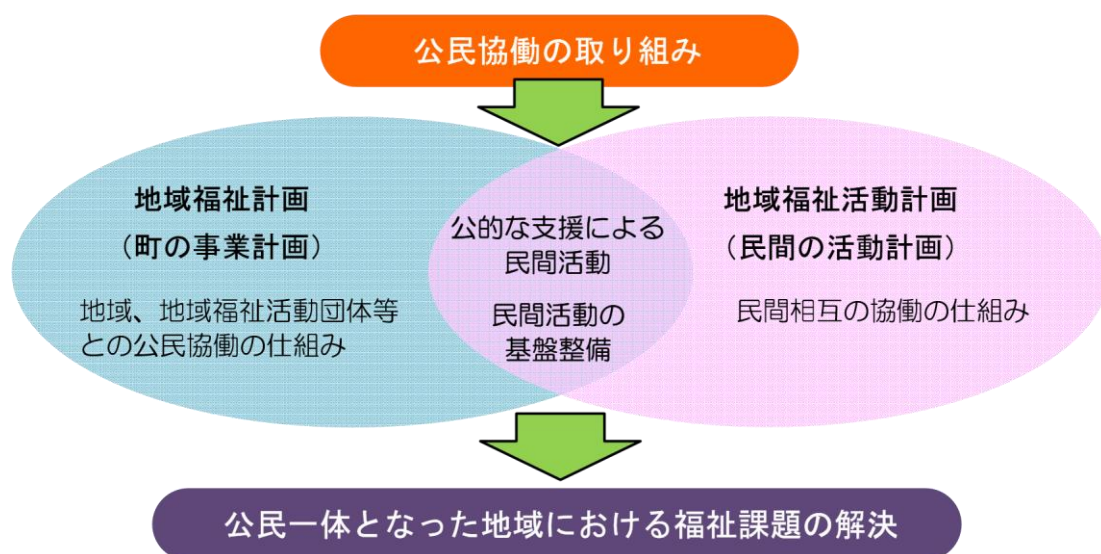 公民協働の取り組み
地域福祉計画
（町の事業計画）
地域、地域福祉活動団体等
との公民協働の仕組み
公的な支援による
民間活動
民間活動の
基盤整備
地域福祉活動計画
（民間の活動計画）
民間相互の協働の仕組み
公民一体となった地域における福祉課題の解決